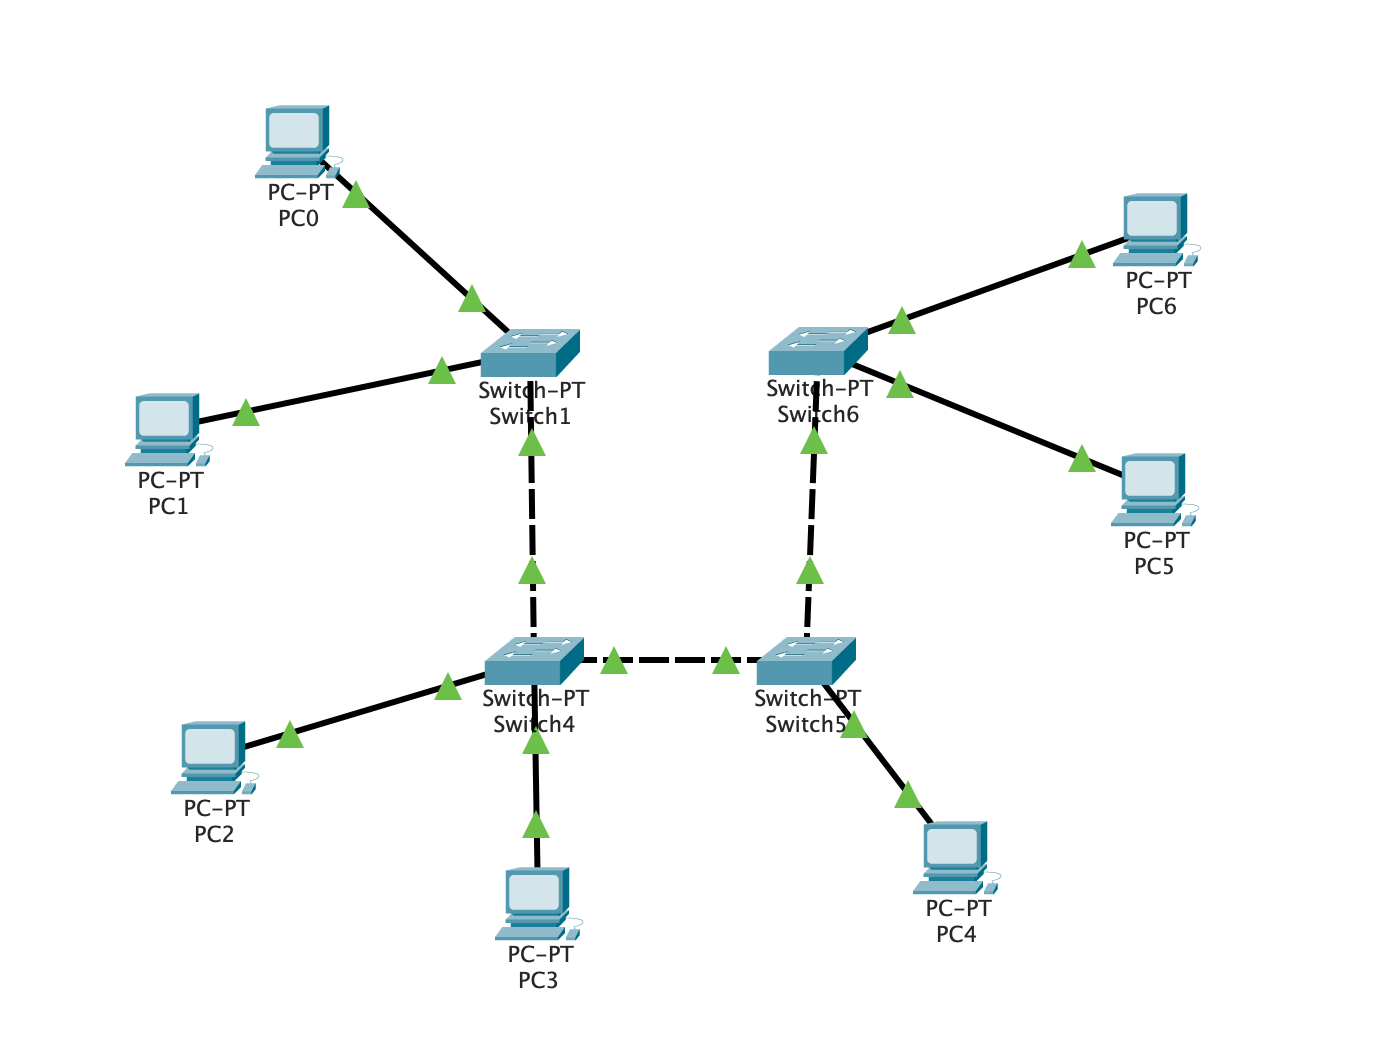 PC-PT
PC0
PC-PT
PC6
Switch-PT
Switch1
Switch-PT
Switch6
PC-PT
PC1
PC-PT
PC5
Switch-PT
Switch4
Switch-PT
Switch5
PC-PT
PC2
PC-PT
PC4
PC-PT
PC3